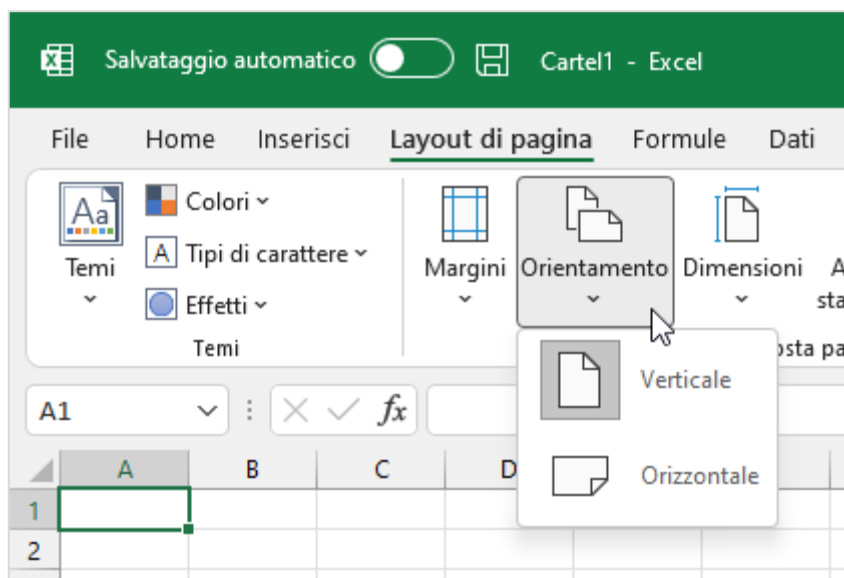 Salvataggio automatico Cartel1 - Excel
File Home Inserisci Layout di pagina Formule Dati
Aa Colori
A Tipi di carattere
Temi Margini Orientamento Dimensioni
Effetti
Temi
Verticale
A1 fx
Orizzontale
A B C D
1
2